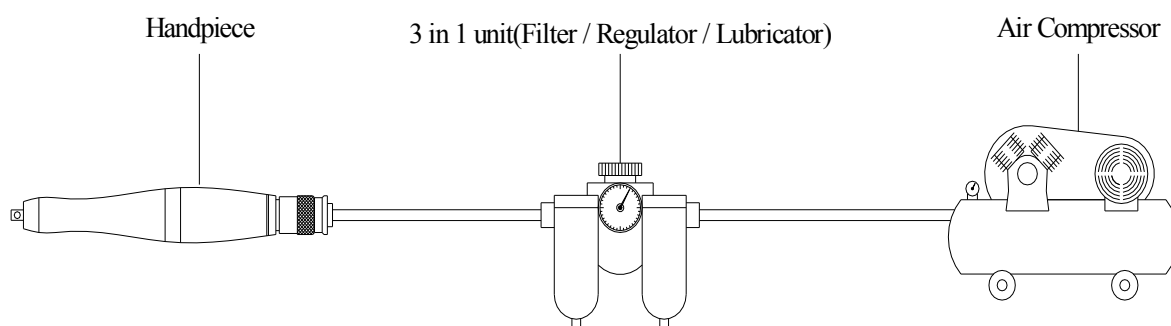 Handpiece
3 in 1 unit(Filter / Regulator / Lubricator)
Air Compressor